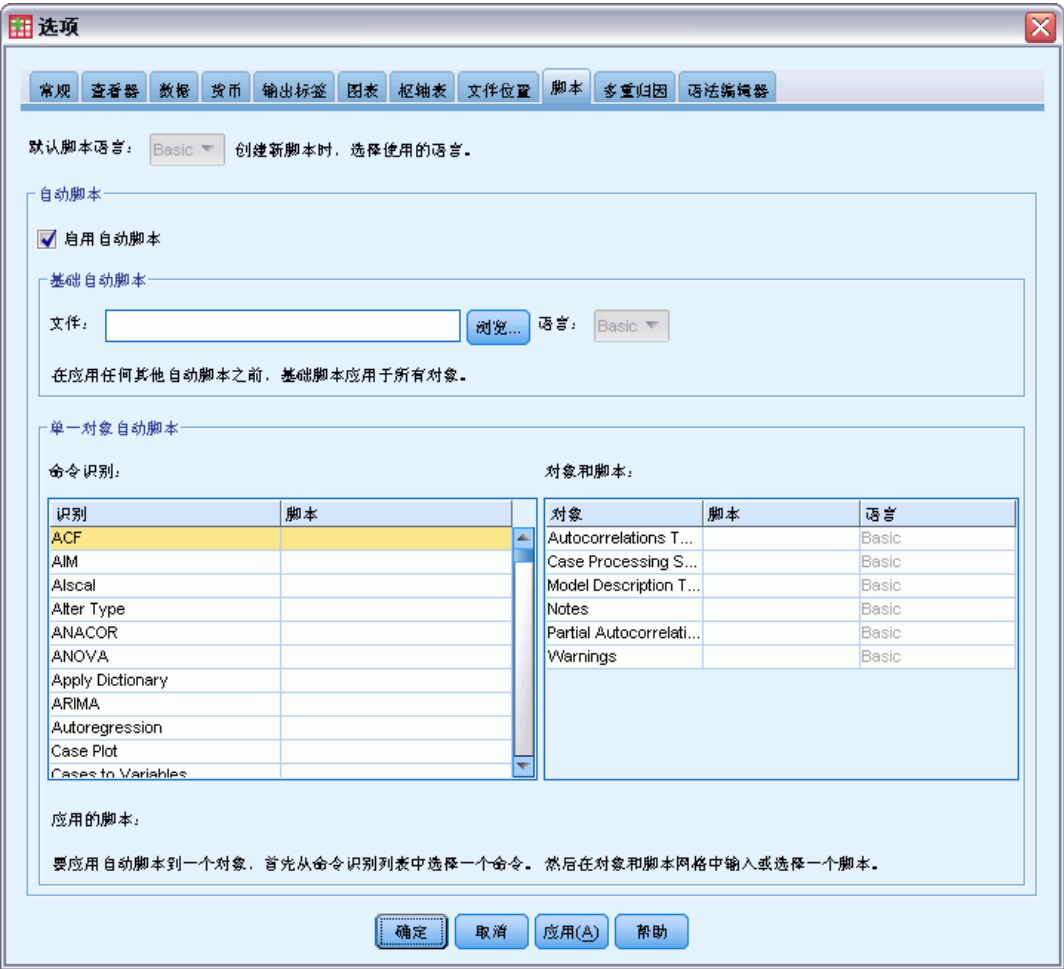 选项
常规 查看器 数据 货币 输出标签 图表 枢轴表 文件位置 脚本 多重归因 语法编辑器
默认脚本语言： Basic 创建新脚本时，选择使用的语言。
自动脚本
启用自动脚本
基础自动脚本
文件： 浏览... 语言： Basic
在应用任何其他自动脚本之前，基础脚本应用于所有对象。
单一对象自动脚本
命令识别： 对象和脚本：
识别 脚本 对象 脚本 语言
ACF Autocorrelations T... Basic
AIM Case Processing S... Basic
Alscal Model Description T... Basic
Alter Type Notes Basic
ANACOR Partial Autocorrelati... Basic
ANOVA Warnings Basic
Apply Dictionary
ARIMA
Autoregression
Case Plot
Cases to Variables
应用的脚本：
要应用自动脚本到一个对象，首先从命令识别列表中选择一个命令。然后在对象和脚本网格中输入或选择一个脚本。
确定 取消 应用(A) 帮助